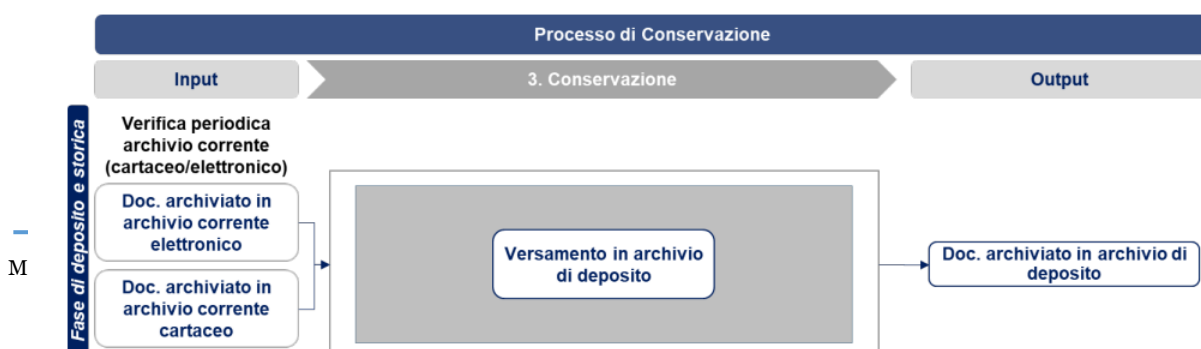 Processo di Conservazione
Input
3. Conservazione
Output
Fase di deposito e storica
Verifica periodica
archivio corrente
(cartaceo/elettronico)
Doc. archiviato in
archivio corrente
elettronico
Doc. archiviato in
archivio corrente
cartaceo
Versamento in archivio
di deposito
Doc. archiviato in archivio di
deposito
M